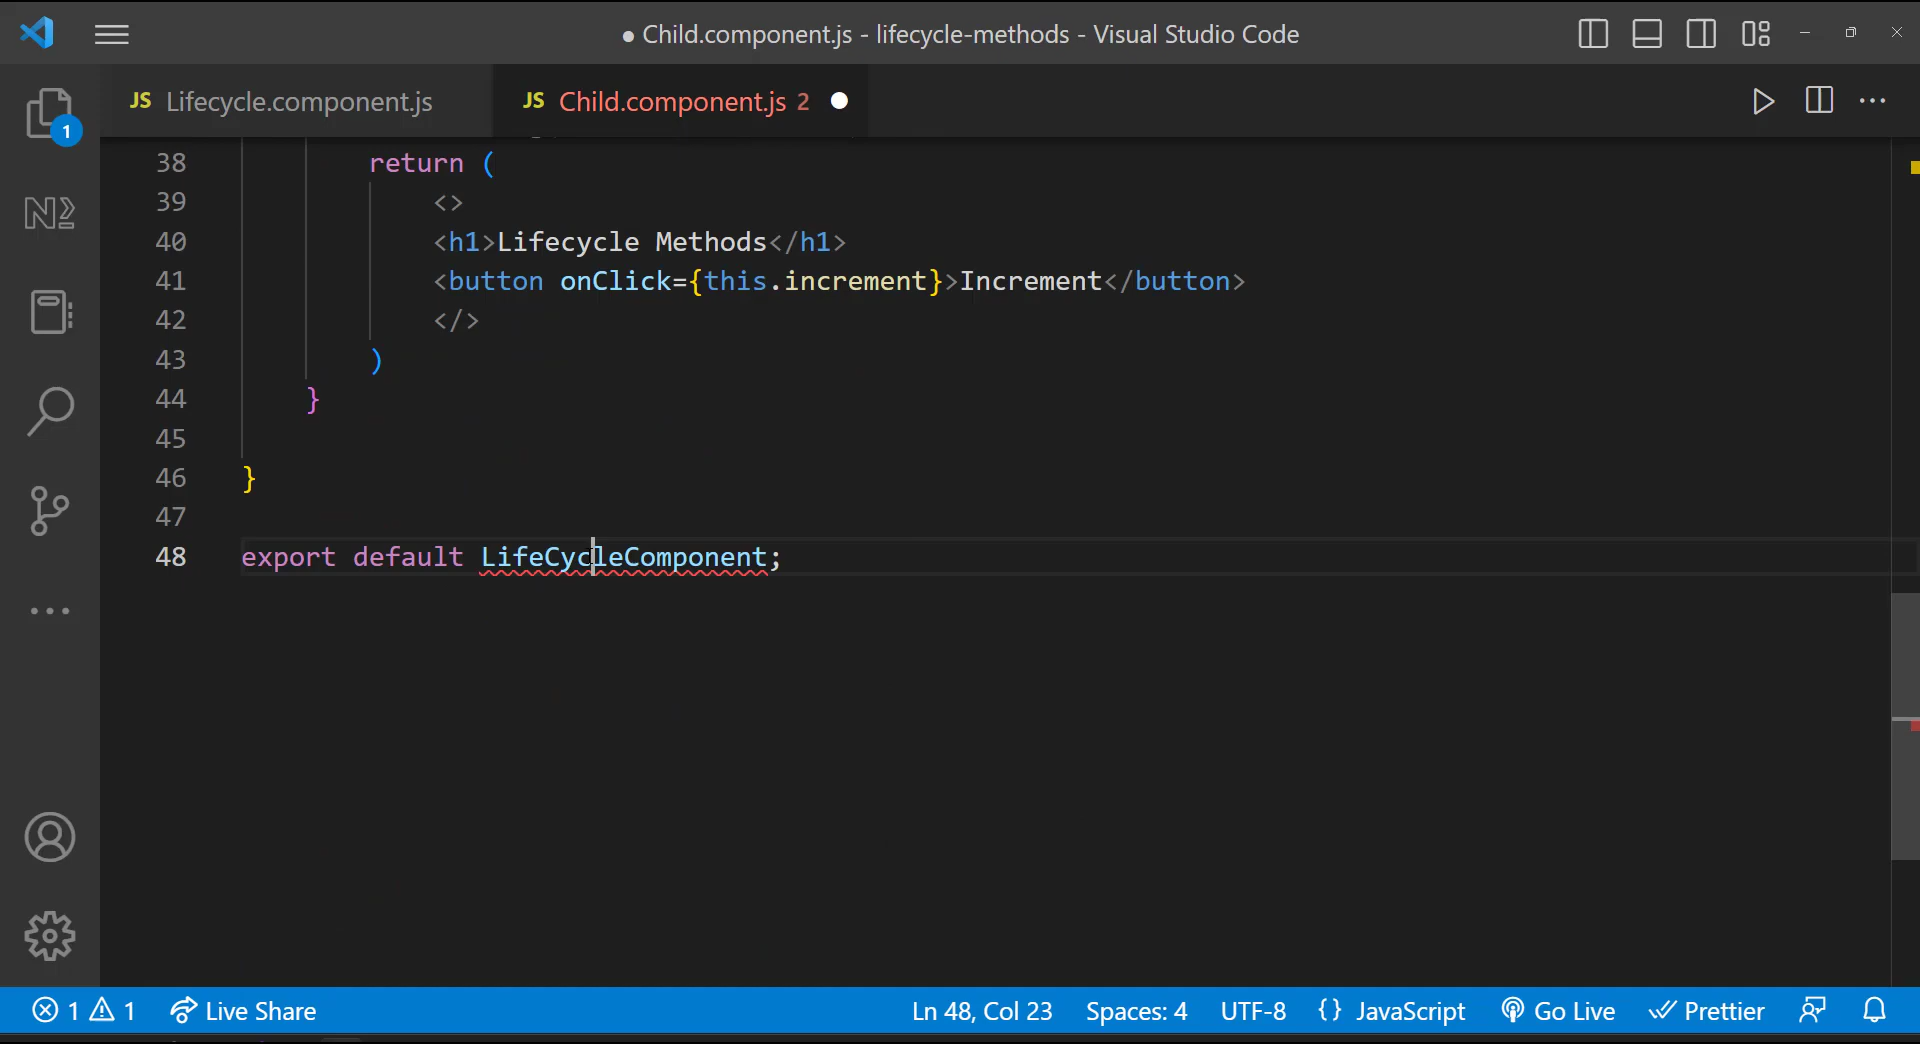 ● Child.component.js - lifecycle-methods - Visual Studio Code
JS Lifecycle.component.js
JS Child.component.js 2 ●
1
38 return (
39 <>
40 <h1>Lifecycle Methods</h1>
41 <button onClick={this.increment}>Increment</button>
42 </>
43 )
44 }
45
46 }
47
48 export default LifeCycleComponent;
1 1 Live Share Ln 48, Col 23 Spaces: 4 UTF-8 {} JavaScript Go Live Prettier